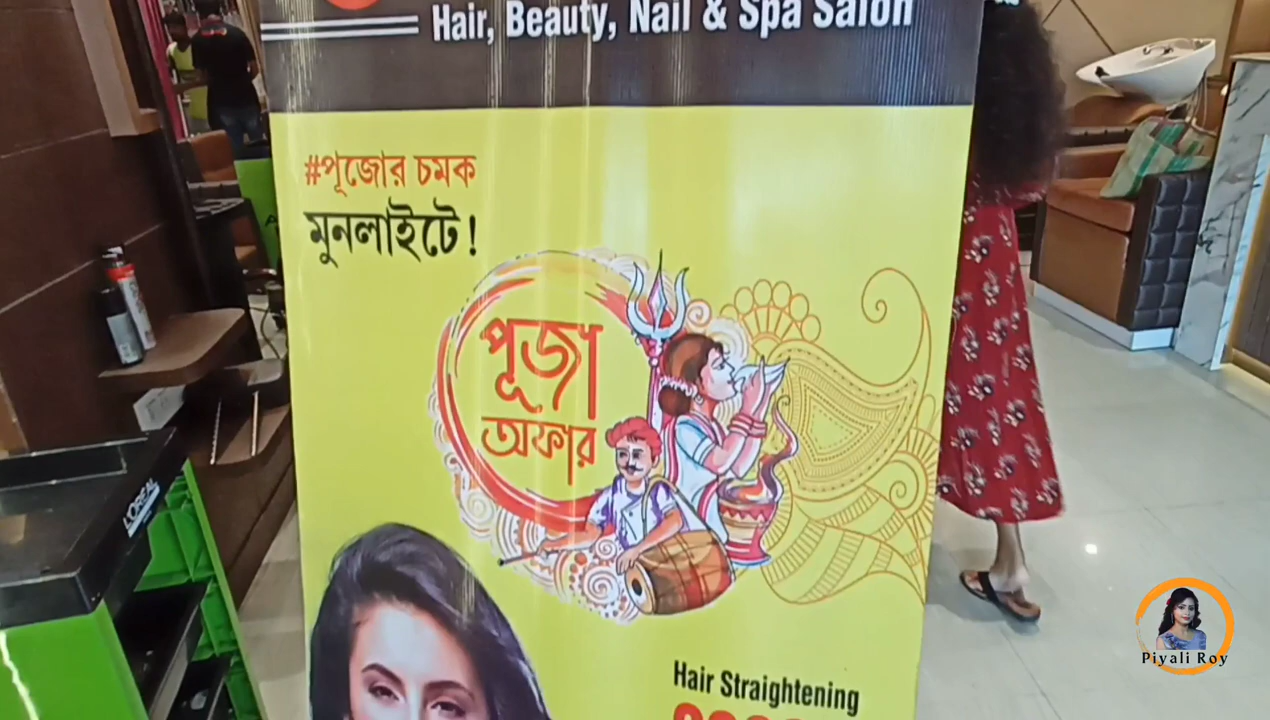 Hair, Beauty, Nail & Spa Salon
#পূজোর চমক
মুনলাইটে!
পূজা
অফার
L'OREAL
Hair Straightening
Piyali Roy